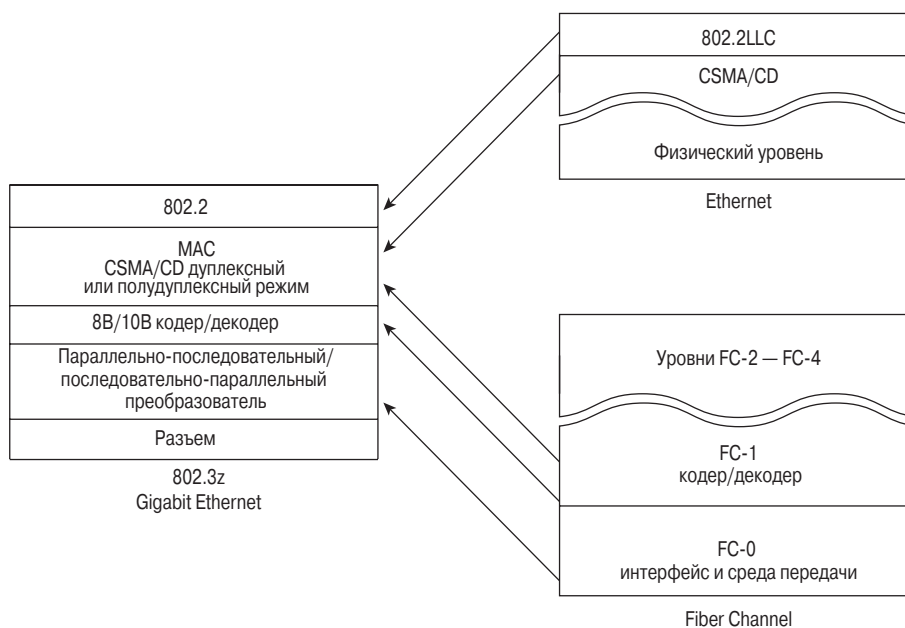 802.2LLC
CSMA/CD
Физический уровень
Ethernet
802.2
MAC
CSMA/CD дуплексный
или полудуплексный режим
8B/10B кодер/декодер
Параллельно-последовательный/
последовательно-параллельный
преобразователь
Разъем
802.3z
Gigabit Ethernet
Уровни FC-2 — FC-4
FC-1
кодер/декодер
FC-0
интерфейс и среда передачи
Fiber Channel